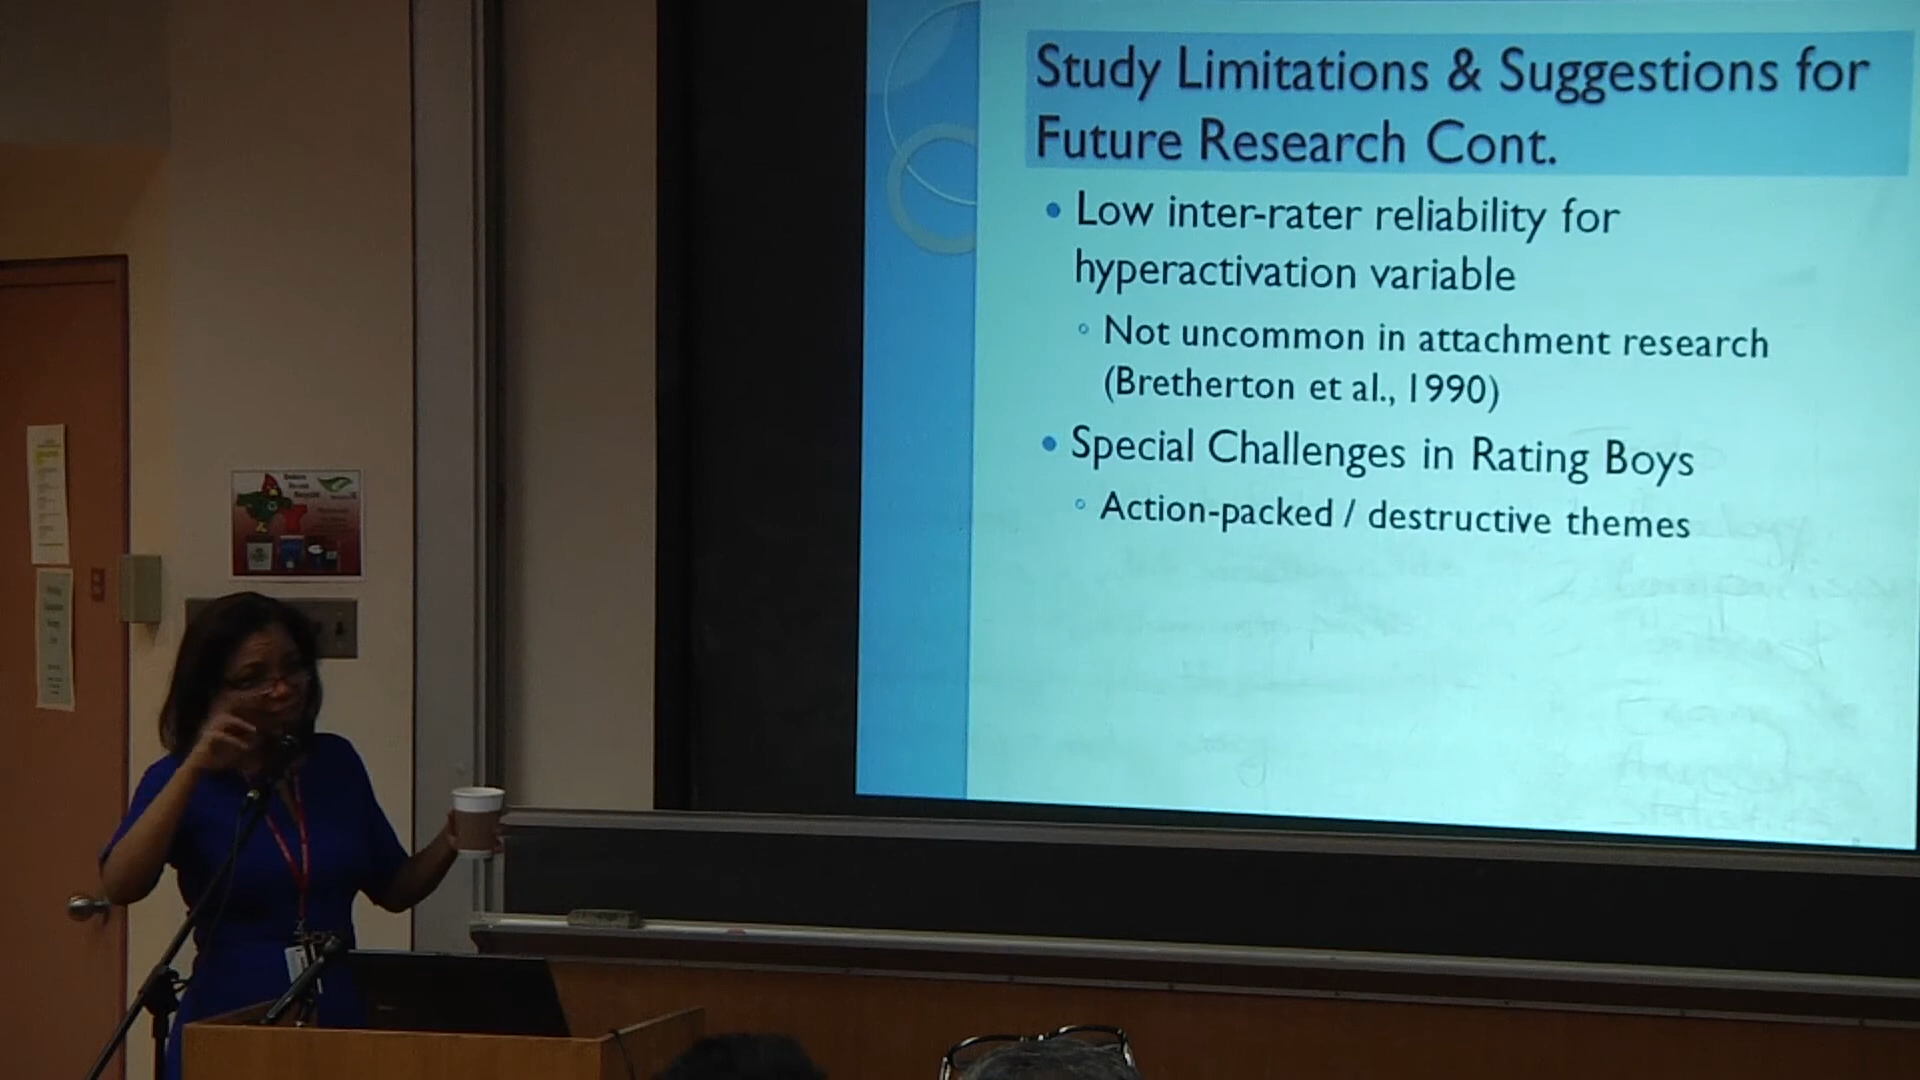 Study Limitations & Suggestions for
Future Research Cont.
• Low inter-rater reliability for
hyperactivation variable
◦ Not uncommon in attachment research
(Bretherton et al., 1990)
• Special Challenges in Rating Boys
◦ Action-packed / destructive themes